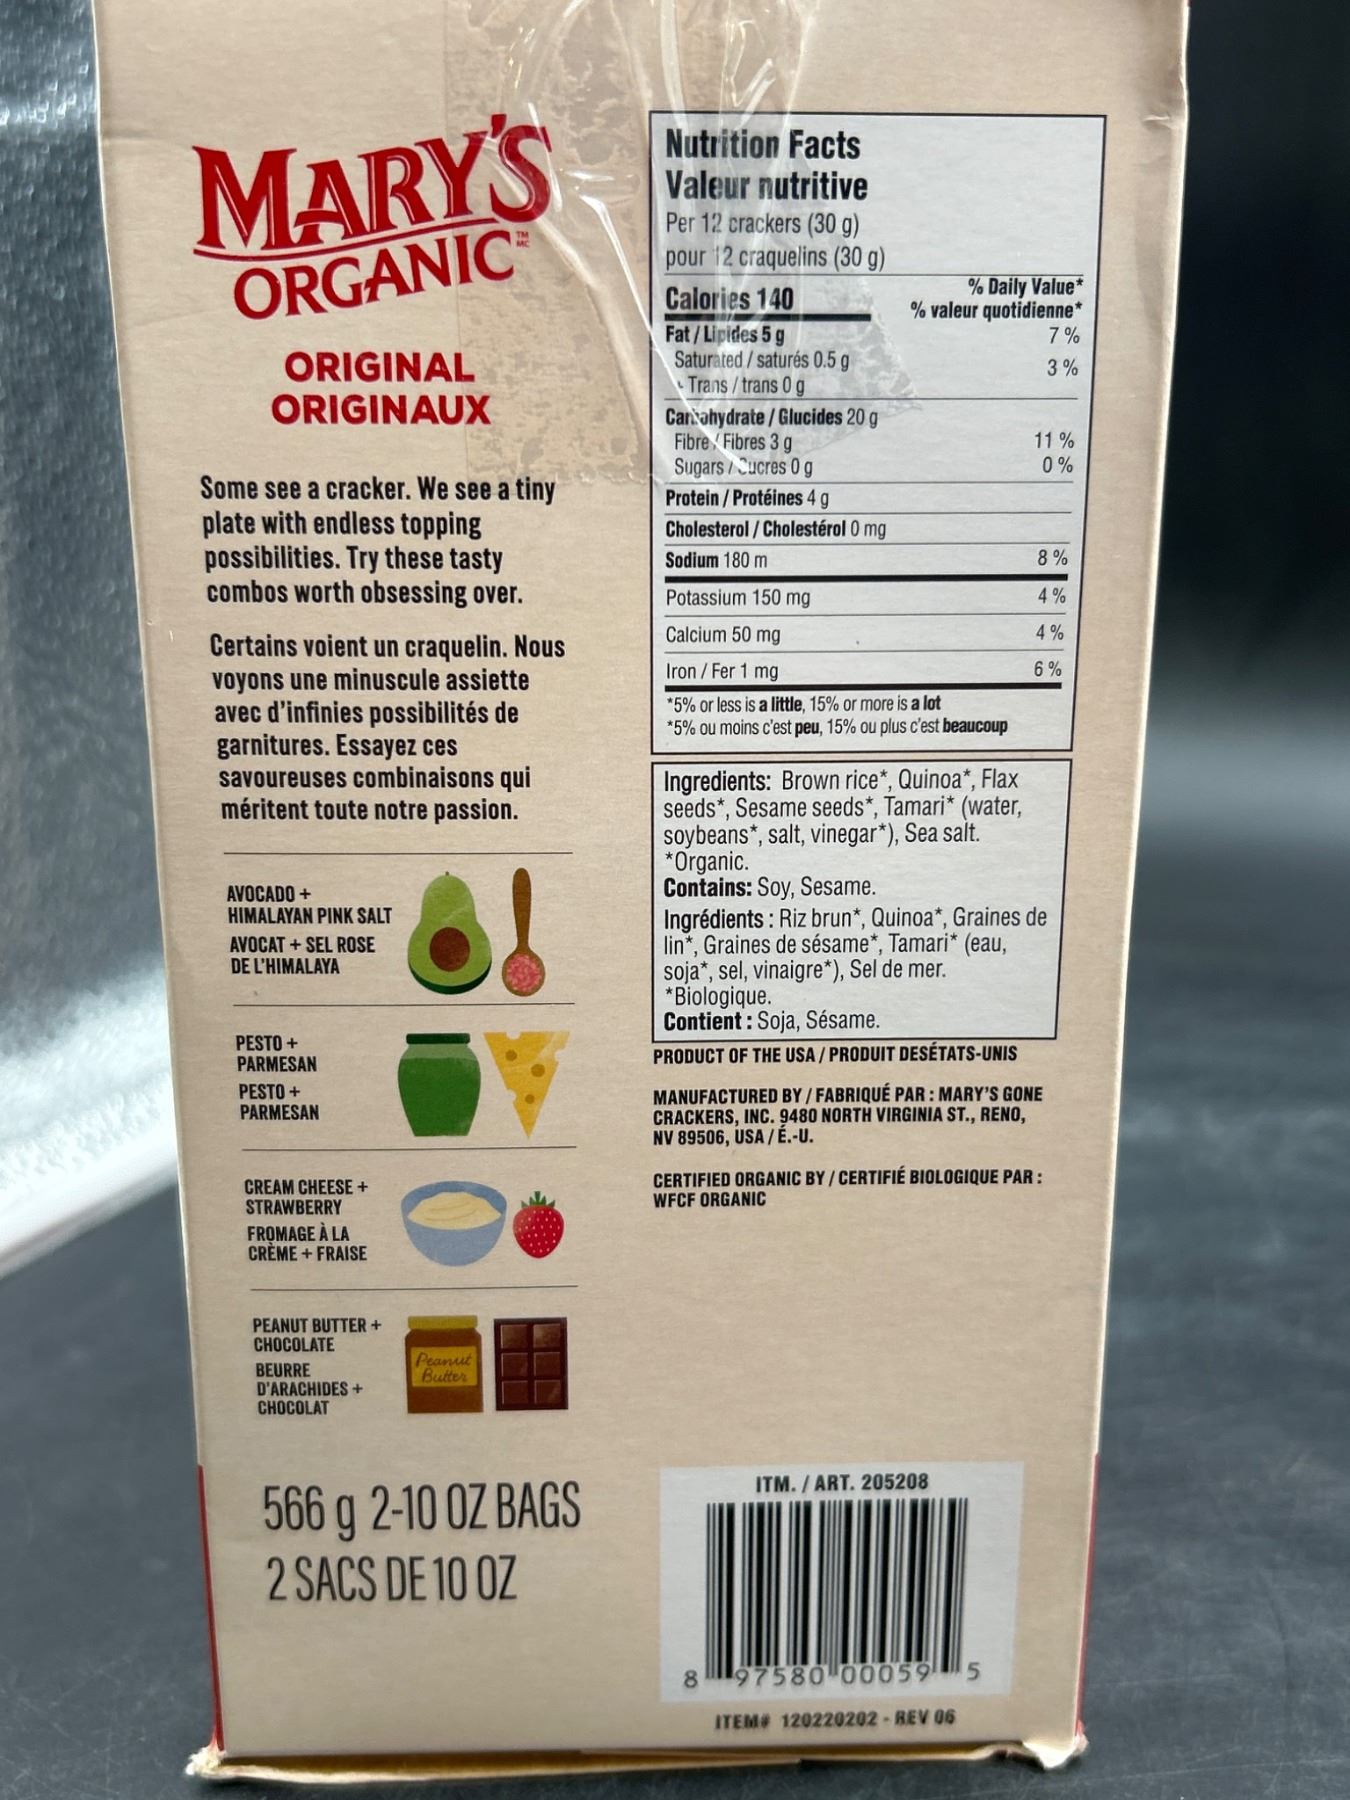 MARY'S
ORGANIC
TM
MC
ORIGINAL
ORIGINAUX
Some see a cracker. We see a tiny
plate with endless topping
possibilities. Try these tasty
combos worth obsessing over.
Certains voient un craquelin. Nous
voyons une minuscule assiette
avec d'infinies possibilités de
garnitures. Essayez ces
savoureuses combinaisons qui
méritent toute notre passion.
AVOCADO +
HIMALAYAN PINK SALT
AVOCAT + SEL ROSE
DE L'HIMALAYA
PESTO +
PARMESAN
PESTO +
PARMESAN
CREAM CHEESE +
STRAWBERRY
FROMAGE À LA
CRÈME + FRAISE
PEANUT BUTTER +
CHOCOLATE
BEURRE
D'ARACHIDES +
CHOCOLAT
Peanut
Butter
566 g 2-10 OZ BAGS
2 SACS DE 10 OZ
Nutrition Facts
Valeur nutritive
Per 12 crackers (30 g)
pour 12 craquelins (30 g)
Calories 140
% Daily Value*
% valeur quotidienne*
Fat / Lipides 5 g 7 %
Saturated / saturés 0.5 g
+ Trans / trans 0 g 3 %
Carbohydrate / Glucides 20 g
Fibre / Fibres 3 g 11 %
Sugars / Sucres 0 g 0 %
Protein / Protéines 4 g
Cholesterol / Cholestérol 0 mg
Sodium 180 m 8 %
Potassium 150 mg 4 %
Calcium 50 mg 4 %
Iron / Fer 1 mg 6 %
*5% or less is a little, 15% or more is a lot
*5% ou moins c'est peu, 15% ou plus c'est beaucoup
Ingredients: Brown rice*, Quinoa*, Flax
seeds*, Sesame seeds*, Tamari* (water,
soybeans*, salt, vinegar*), Sea salt.
*Organic.
Contains: Soy, Sesame.
Ingrédients : Riz brun*, Quinoa*, Graines de
lin*, Graines de sésame*, Tamari* (eau,
soja*, sel, vinaigre*), Sel de mer.
*Biologique.
Contient : Soja, Sésame.
PRODUCT OF THE USA / PRODUIT DESÉTATS-UNIS
MANUFACTURED BY / FABRIQUÉ PAR : MARY'S GONE
CRACKERS, INC. 9480 NORTH VIRGINIA ST., RENO,
NV 89506, USA / É.-U.
CERTIFIED ORGANIC BY / CERTIFIÉ BIOLOGIQUE PAR :
WFCF ORGANIC
ITM. / ART. 205208
8 97580 00059 5
ITEM# 120220202 - REV 06